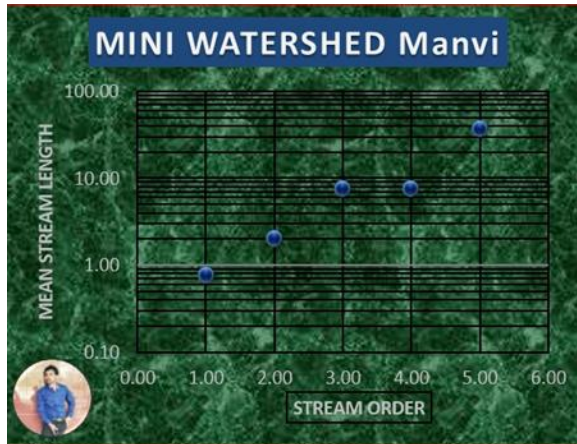 MINI WATERSHED Manvi
100.00
10.00
1.00
0.10
MEAN STREAM LENGTH
0.00 1.00 2.00 3.00 4.00 5.00 6.00
STREAM ORDER